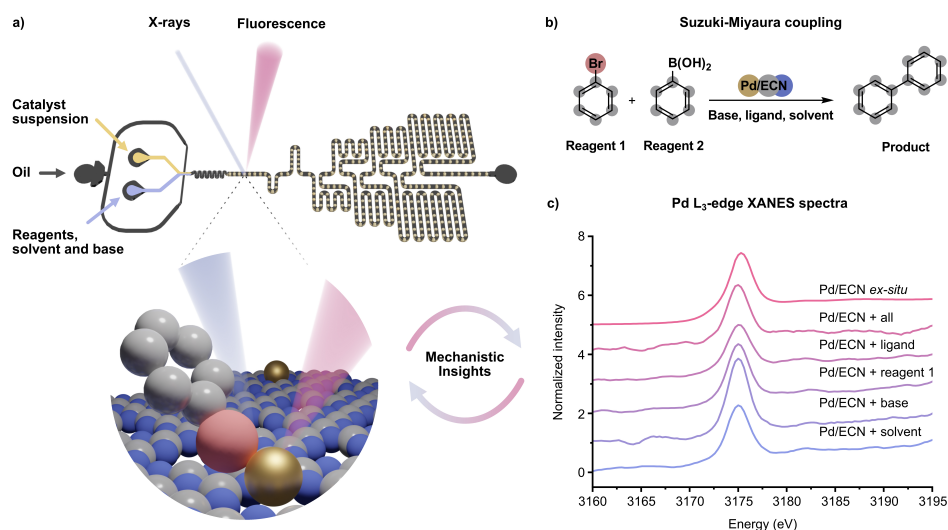 a)
X-rays
Fluorescence
Catalyst
suspension
Oil
Reagents,
solvent and base
Mechanistic
Insights
b)
Suzuki-Miyaura coupling
Br
B(OH)2
+
Pd/ECN
Base, ligand, solvent
Reagent 1
Reagent 2
Product
c)
Pd L3-edge XANES spectra
8
6
4
2
0
Normalized intensity
Pd/ECN ex-situ
Pd/ECN + all
Pd/ECN + ligand
Pd/ECN + reagent 1
Pd/ECN + base
Pd/ECN + solvent
3160 3165 3170 3175 3180 3185 3190 3195
Energy (eV)